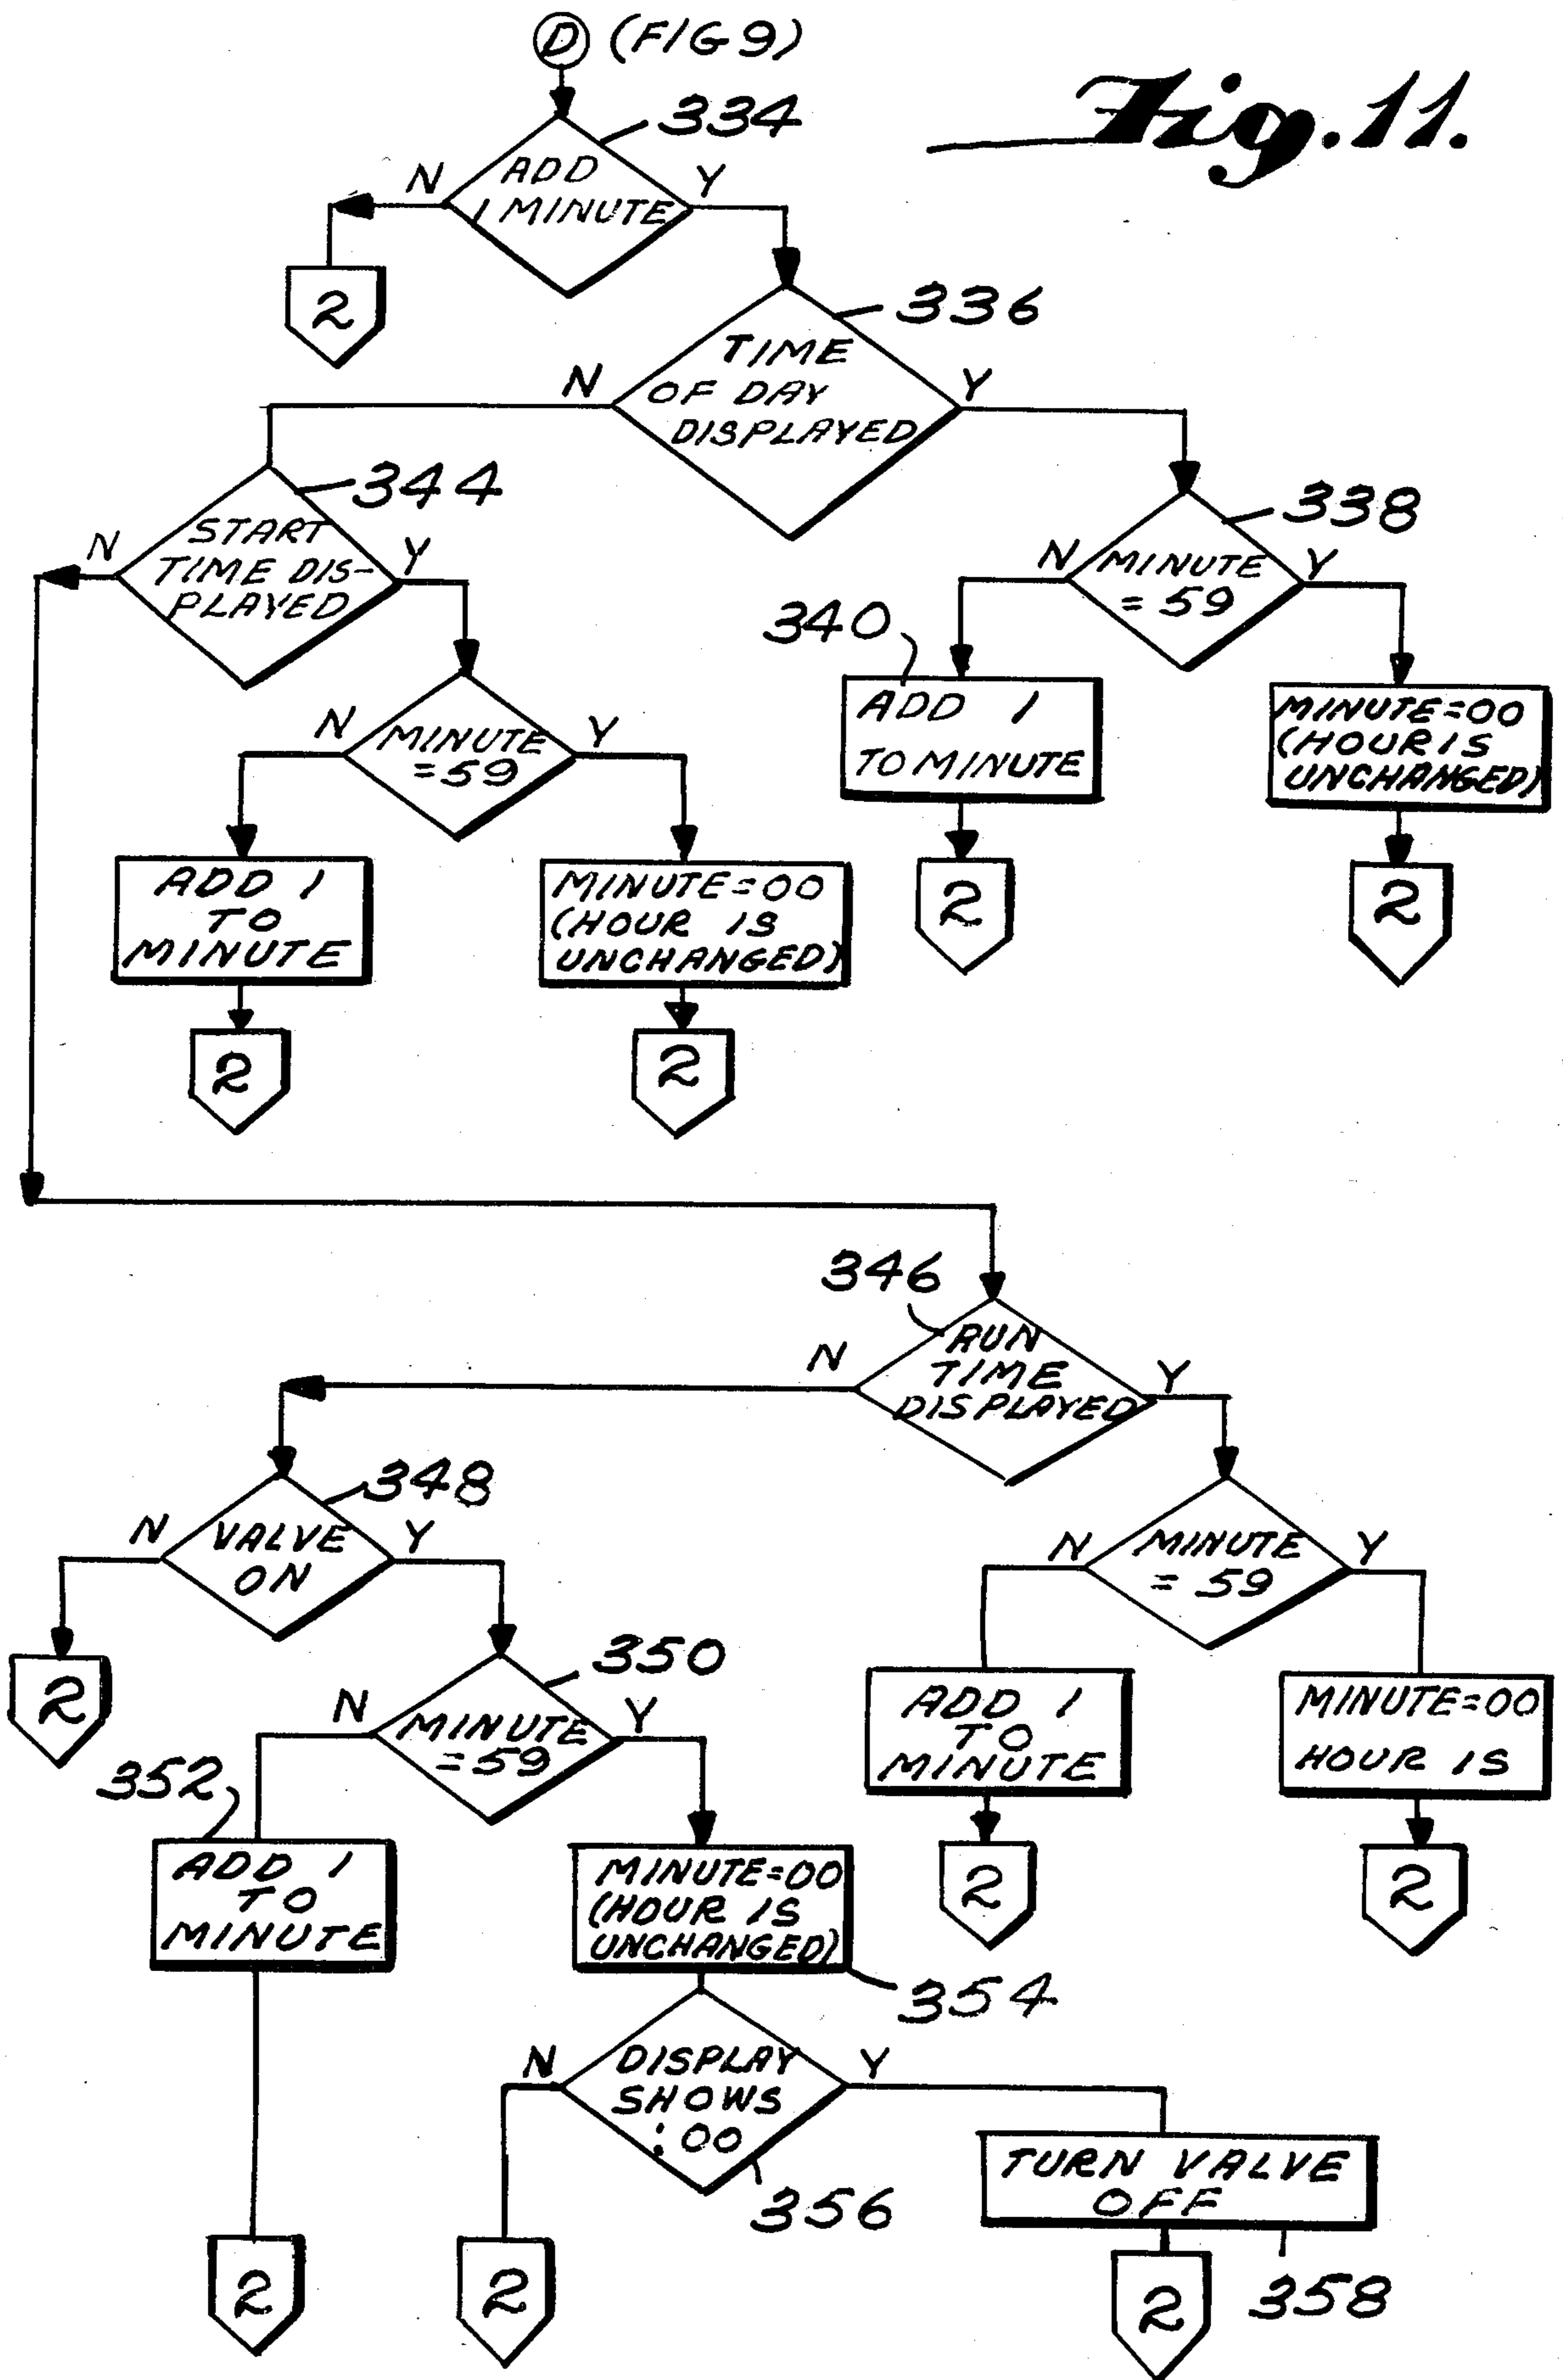 D (FIG 9)
Fig. 11.
334
N
ADD
1 MINUTE
Y
2
336
N
TIME
OF DAY
DISPLAYED
Y
344
N
START
TIME DIS-
PLAYED
Y
338
N
MINUTE
= 59
Y
340
ADD 1
TO MINUTE
MINUTE=00
(HOUR IS
UNCHANGED)
N
MINUTE
=59
Y
2
2
ADD 1
TO
MINUTE
MINUTE=00
(HOUR IS
UNCHANGED)
2
2
346
N
RUN
TIME
DISPLAYED
Y
348
N
VALVE
ON
Y
N
MINUTE
= 59
Y
2
350
N
MINUTE
=59
Y
ADD 1
TO
MINUTE
MINUTE=00
HOUR IS
352
ADD 1
TO
MINUTE
MINUTE=00
(HOUR IS
UNCHANGED)
354
2
2
N
DISPLAY
SHOWS
:00
Y
356
TURN VALVE
OFF
358
2
2
2